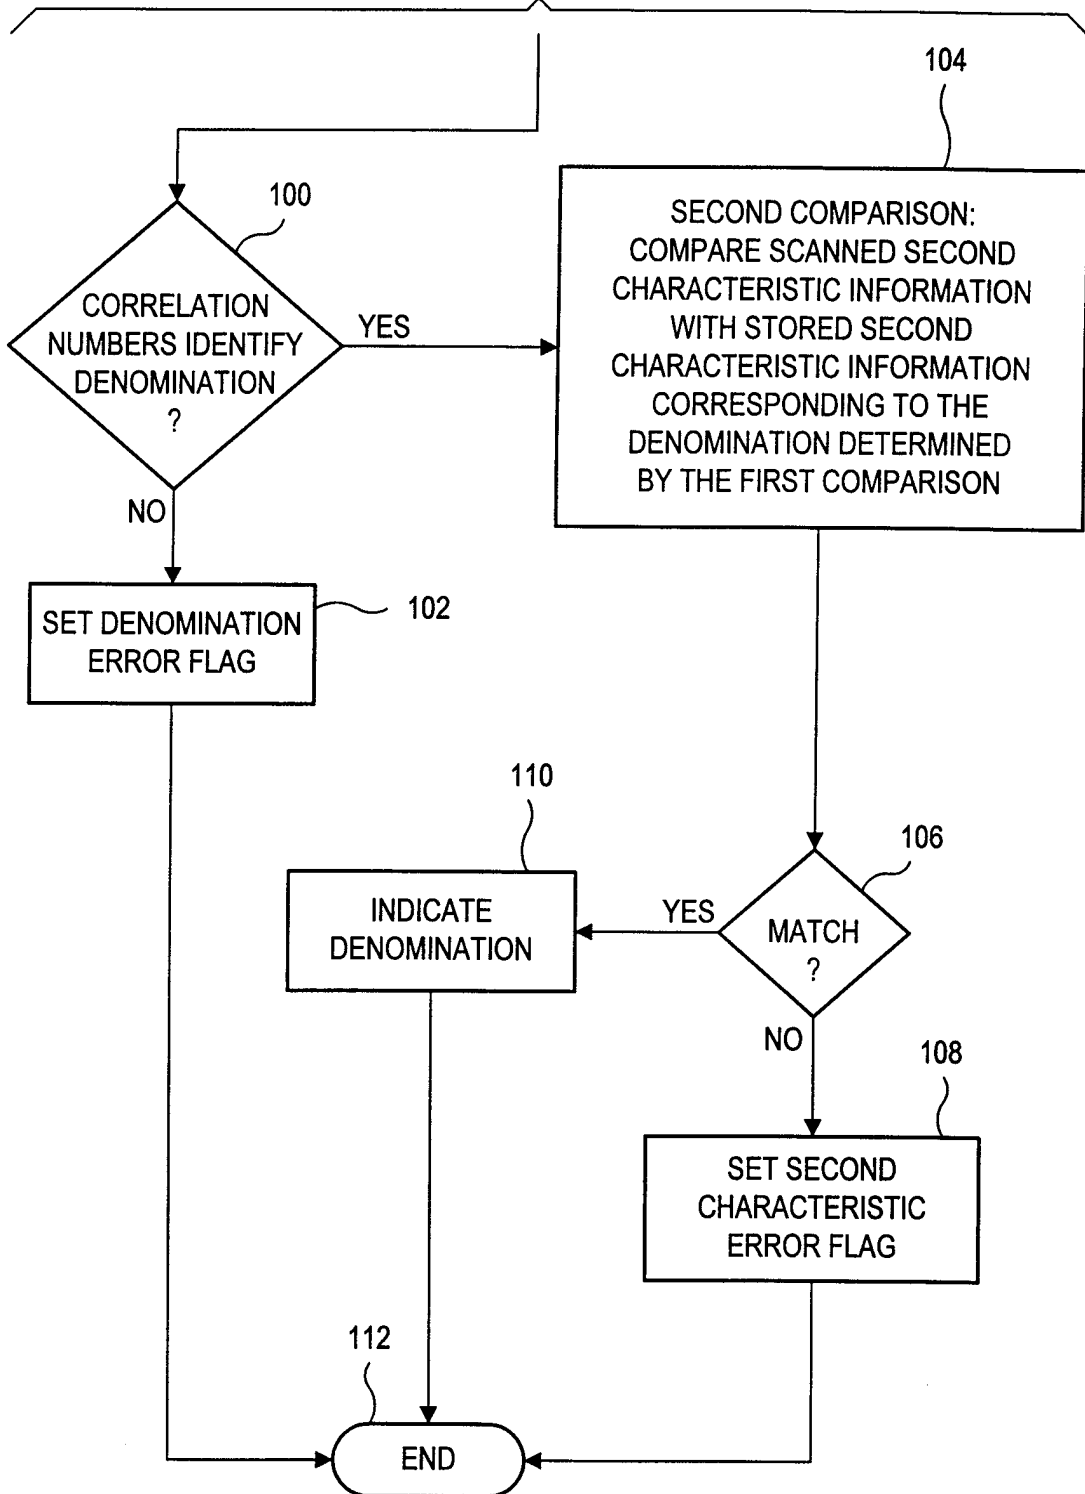 104
100
SECOND COMPARISON:
COMPARE SCANNED SECOND
CHARACTERISTIC INFORMATION
WITH STORED SECOND
CHARACTERISTIC INFORMATION
CORRESPONDING TO THE
DENOMINATION DETERMINED
BY THE FIRST COMPARISON
CORRELATION
NUMBERS IDENTIFY
DENOMINATION
?
YES
NO
SET DENOMINATION
ERROR FLAG
102
110
106
INDICATE
DENOMINATION
YES
MATCH
?
NO
108
SET SECOND
CHARACTERISTIC
ERROR FLAG
112
END